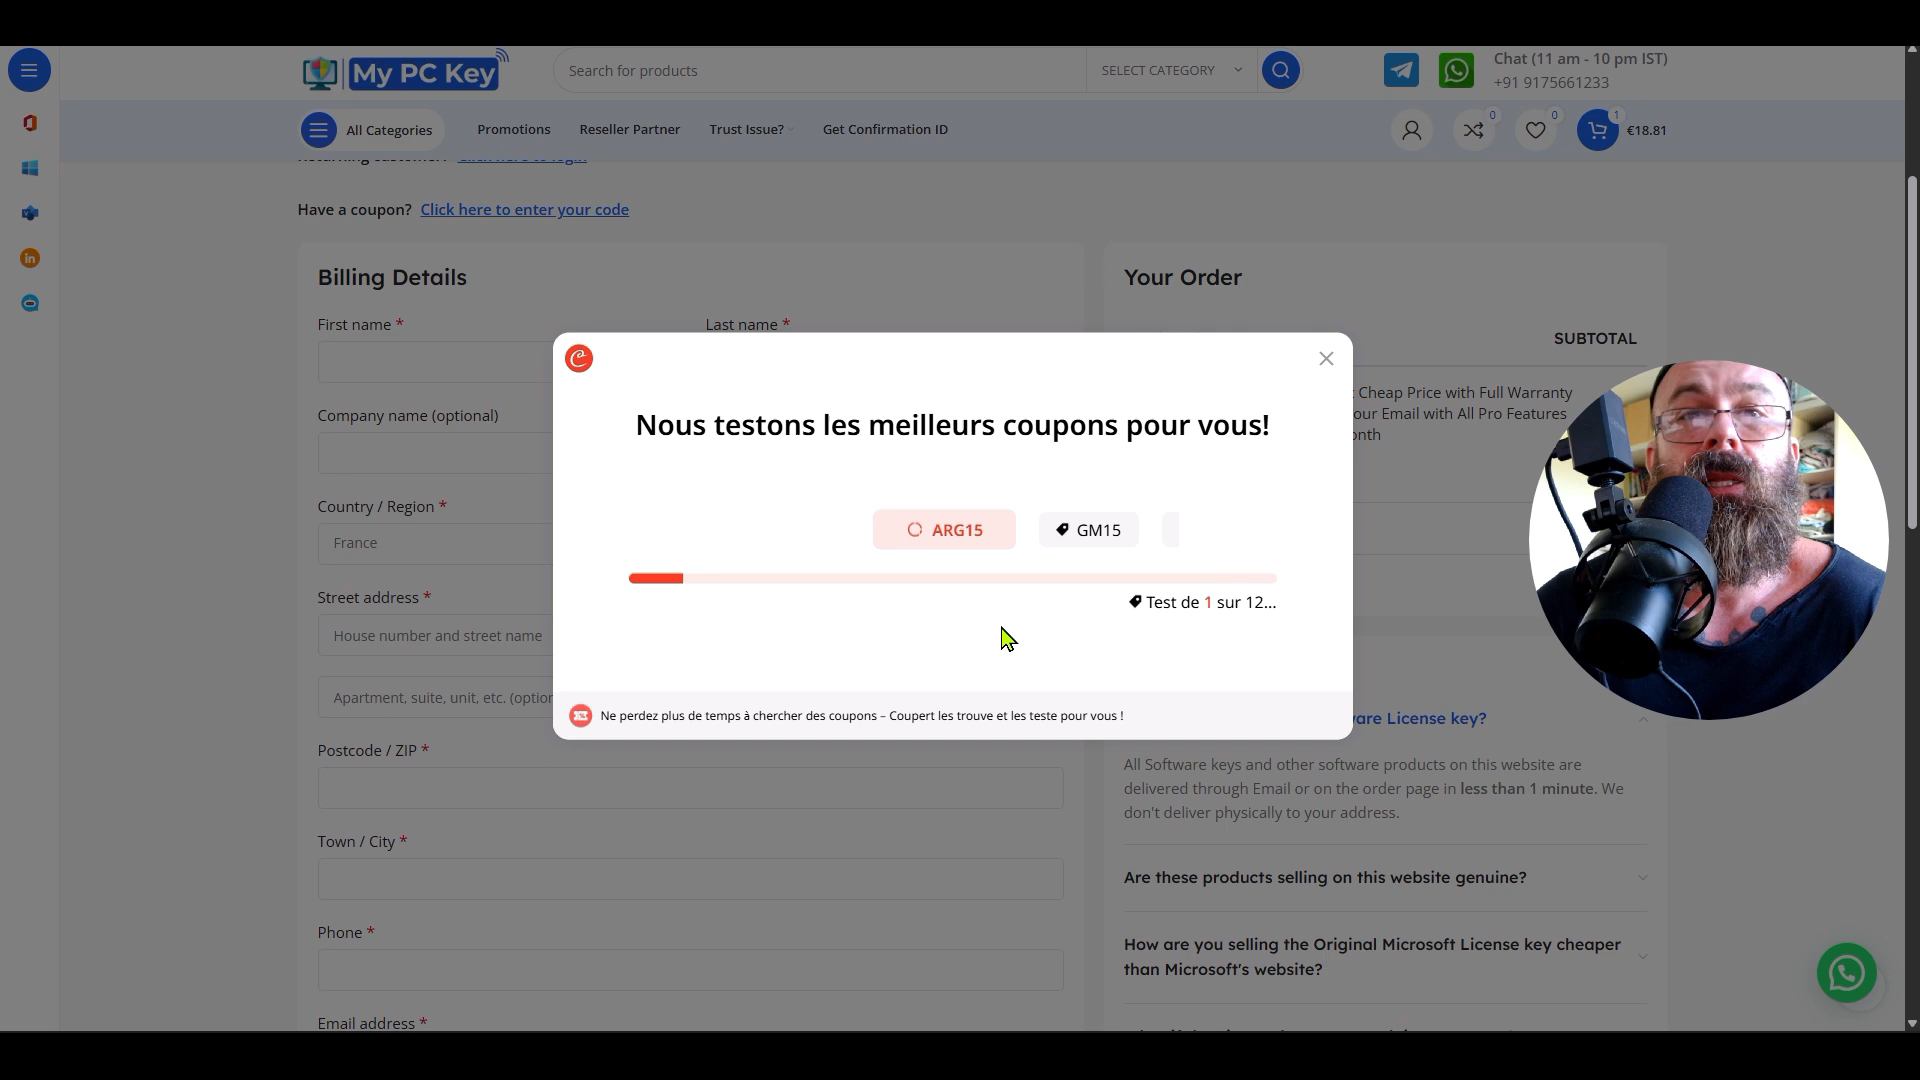 My PC Key
Search for products
SELECT CATEGORY
Chat (11 am - 10 pm IST)
+91 9175661233
All Categories
Promotions
Reseller Partner
Trust Issue?
Get Confirmation ID
0
0
1
€18.81
Returning customer? Click here to login
Have a coupon? Click here to enter your code
Billing Details
First name *
Last name *
Company name (optional)
Country / Region *
France
Street address *
House number and street name
Apartment, suite, unit, etc. (optio
Postcode / ZIP *
Town / City *
Phone *
Email address *
Your Order
SUBTOTAL
Cheap Price with Full Warranty
our Email with All Pro Features
onth
Nous testons les meilleurs coupons pour vous!
ARG15
GM15
Test de 1 sur 12...
Ne perdez plus de temps à chercher des coupons – Coupert les trouve et les teste pour vous !
are License key?
All Software keys and other software products on this website are
delivered through Email or on the order page in less than 1 minute. We
don't deliver physically to your address.
Are these products selling on this website genuine?
How are you selling the Original Microsoft License key cheaper
than Microsoft's website?